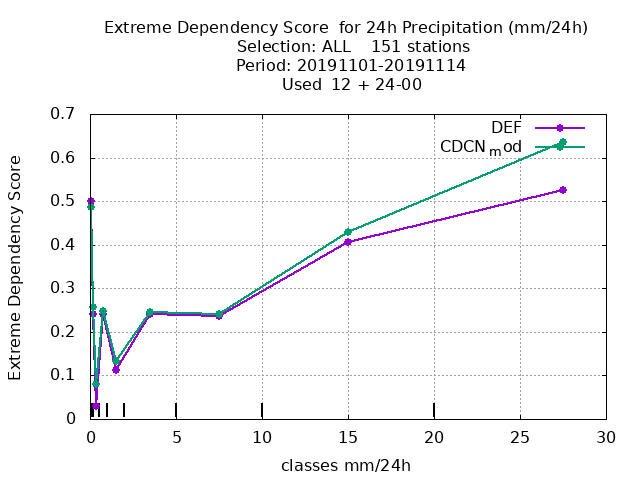 Extreme Dependency Score  for 24h Precipitation (mm/24h)
Selection: ALL    151 stations
Period: 20191101-20191114
Used  12 + 24-00
DEF
CDCNmod
Extreme Dependency Score
0.7
0.6
0.5
0.4
0.3
0.2
0.1
0
0 5 10 15 20 25 30
classes mm/24h